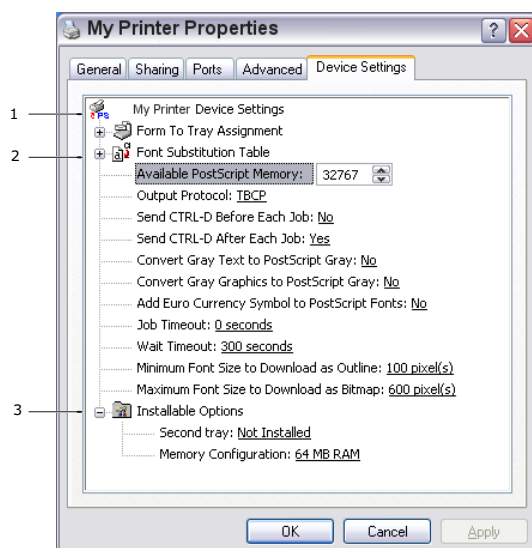 My Printer Properties
General Sharing Ports Advanced Device Settings
1
My Printer Device Settings
Form To Tray Assignment
2
Font Substitution Table
Available PostScript Memory: 32767
Output Protocol: TBCP
Send CTRL-D Before Each Job: No
Send CTRL-D After Each Job: Yes
Convert Gray Text to PostScript Gray: No
Convert Gray Graphics to PostScript Gray: No
Add Euro Currency Symbol to PostScript Fonts: No
Job Timeout: 0 seconds
Wait Timeout: 300 seconds
Minimum Font Size to Download as Outline: 100 pixel(s)
Maximum Font Size to Download as Bitmap: 600 pixel(s)
3
Installable Options
Second tray: Not Installed
Memory Configuration: 64 MB RAM
OK Cancel Apply